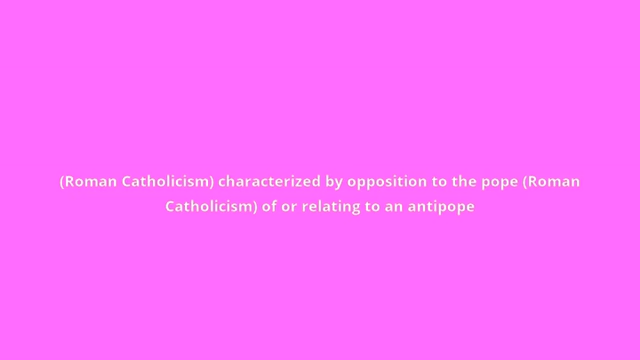 (Roman Catholicism) characterized by opposition to the pope (Roman
Catholicism) of or relating to an antipope